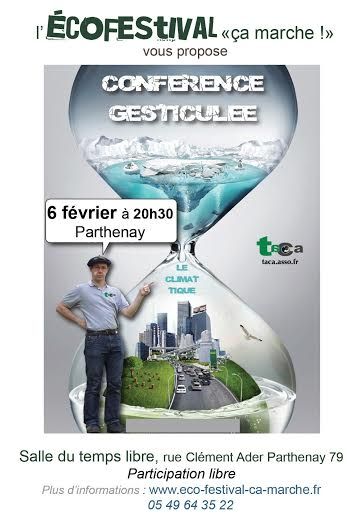 l'ÉCOFESTIVAL «ça marche !»
vous propose
CONFERENCE
GESTICULEE
6 février à 20h30
Parthenay
taca
taca.asso.fr
LE
CLIMAT
TIQUE
Salle du temps libre, rue Clément Ader Parthenay 79
Participation libre
Plus d'informations : www.eco-festival-ca-marche.fr
05 49 64 35 22